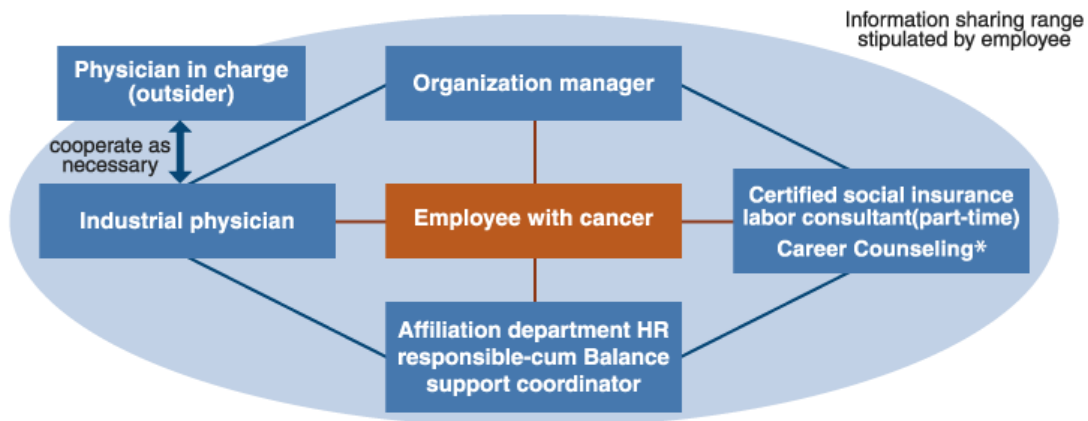 Information sharing range
stipulated by employee
Physician in charge
(outsider)
Organization manager
cooperate as
necessary
Industrial physician
Employee with cancer
Certified social insurance
labor consultant(part-time)
Career Counseling*
Affiliation department HR
responsible-cum Balance
support coordinator